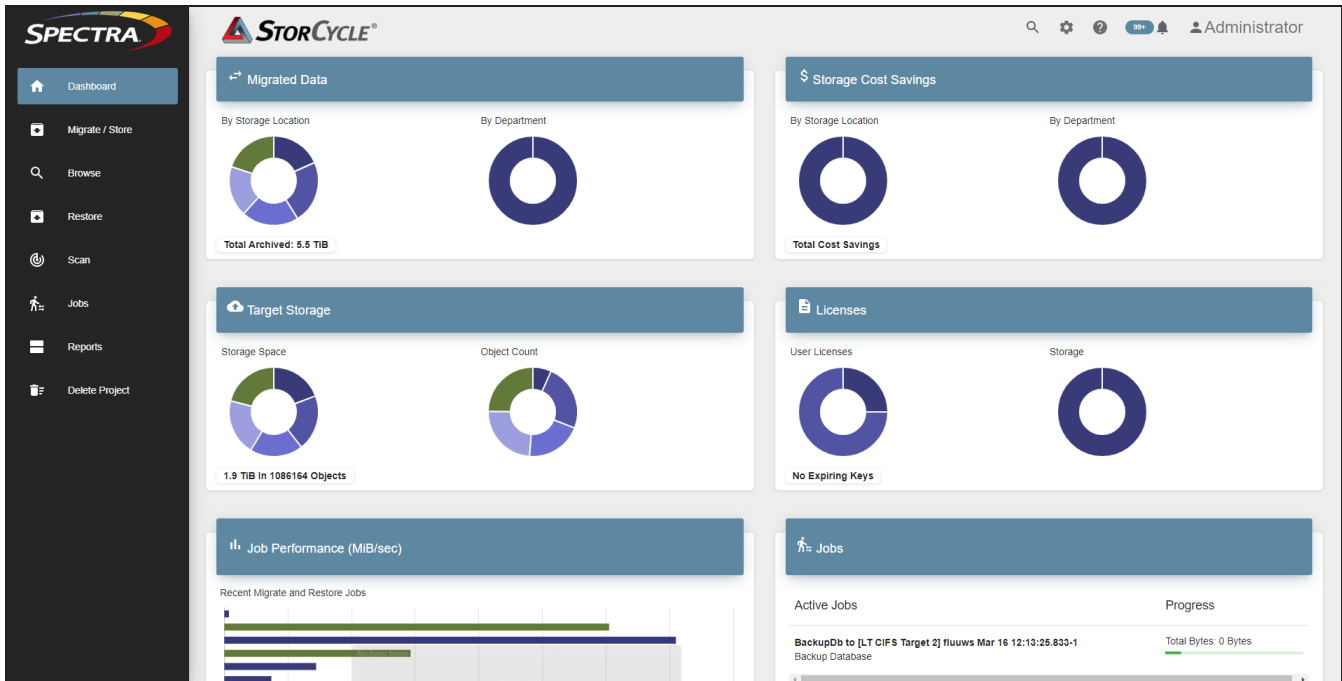 SPECTRA
STORCYCLE®
99+
Administrator
Dashboard
Migrate / Store
Browse
Restore
Scan
Jobs
Reports
Delete Project
Migrated Data
By Storage Location
By Department
Total Archived: 5.5 TiB
Storage Cost Savings
By Storage Location
By Department
Total Cost Savings
Target Storage
Storage Space
Object Count
1.9 TiB In 1086164 Objects
Licenses
User Licenses
Storage
No Expiring Keys
Job Performance (MiB/sec)
Recent Migrate and Restore Jobs
Jobs
Active Jobs
Progress
BackupDb to [LT CIFS Target 2] fluuws Mar 16 12:13:25.833-1
Total Bytes: 0 Bytes
Backup Database